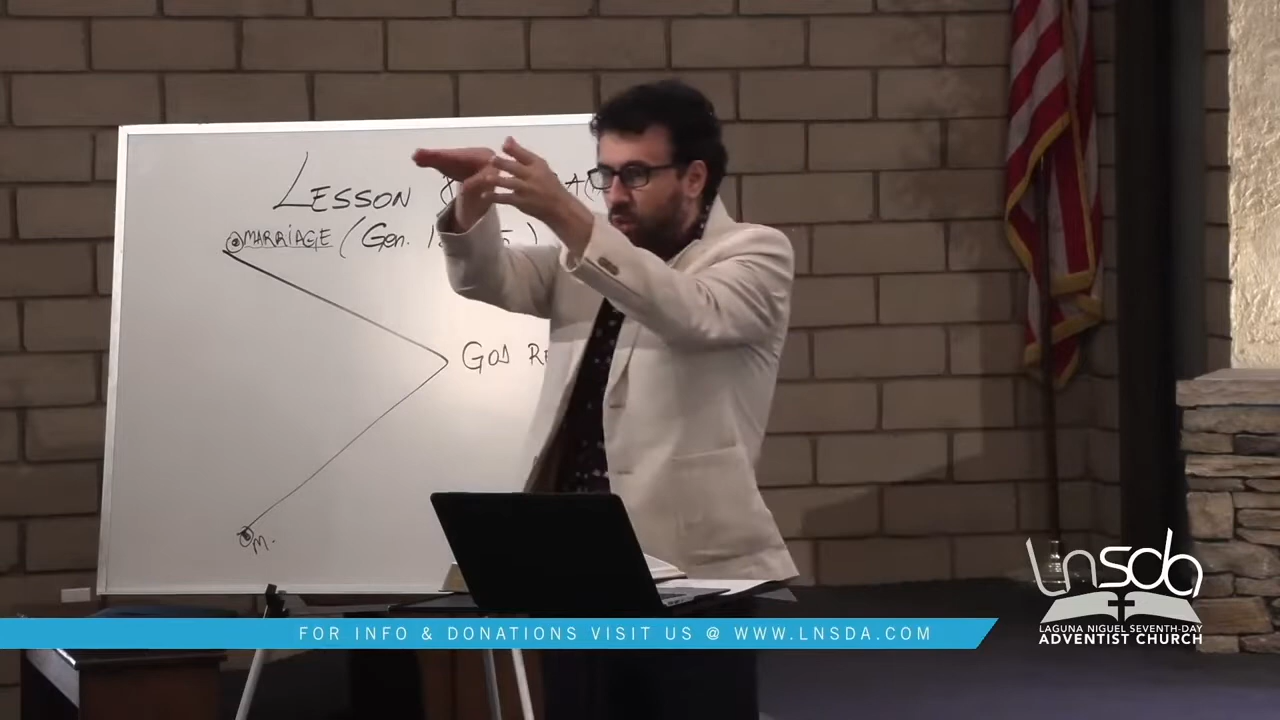 LESSON
MARRIAGE (Gen.
GOD
M.
FOR INFO & DONATIONS VISIT US @ WWW.LNSDA.COM
LNSDA
LAGUNA NIGUEL SEVENTH-DAY
ADVENTIST CHURCH